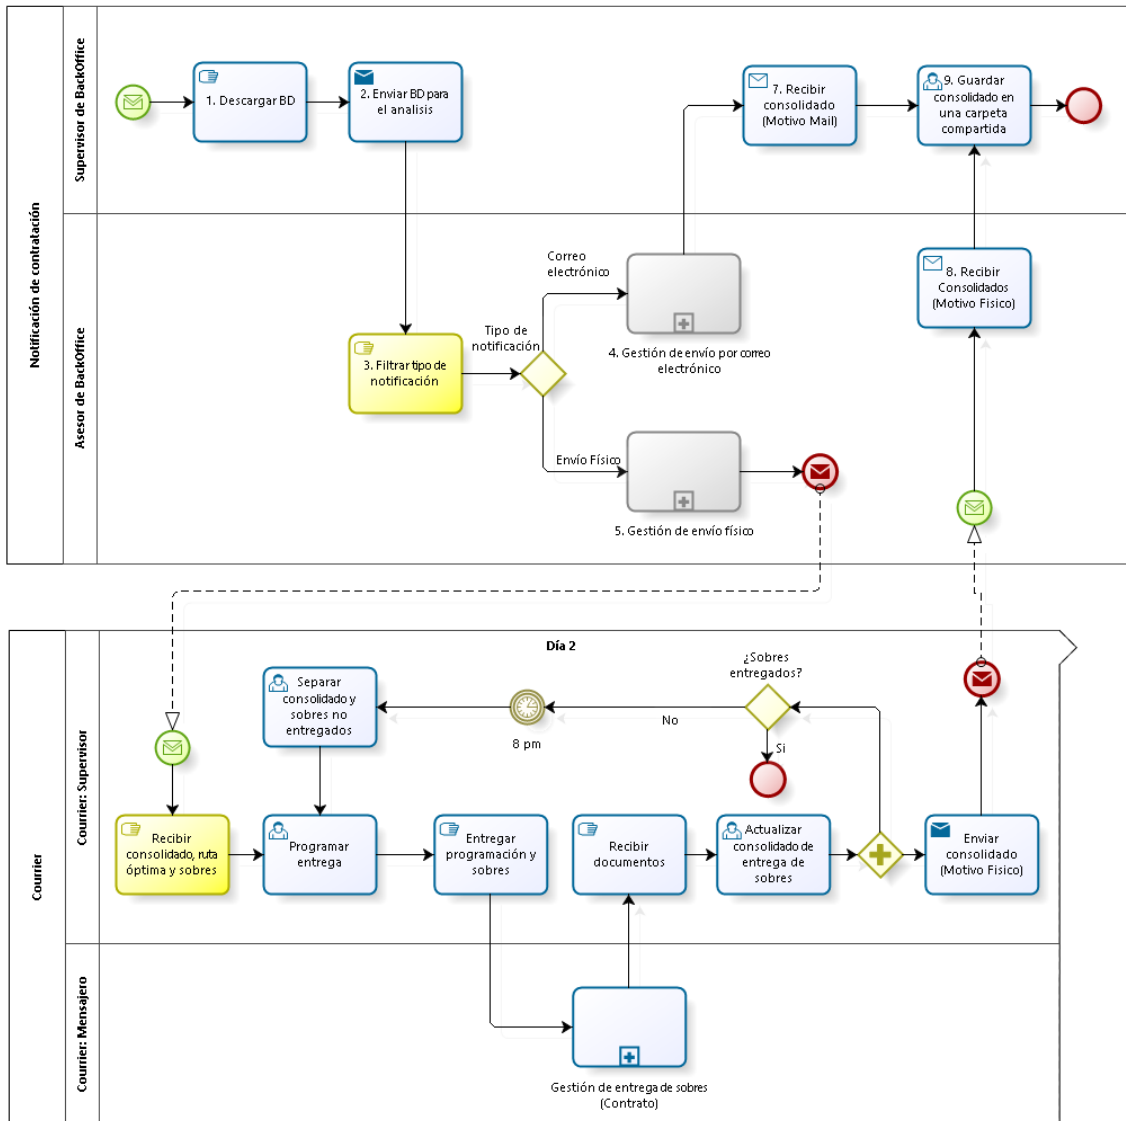 Notificación de contratación
Supervisor de BackOffice
1. Descargar BD
2. Enviar BD para
el analisis
7. Recibir
consolidado
(Motivo Mail)
9. Guardar
consolidado en
una carpeta
compartida
Asesor de BackOffice
3. Filtrar tipo de
notificación
Tipo de
notificación
Correo
electrónico
4. Gestión de envío por correo
electrónico
Envío Físico
5. Gestión de envío físico
8. Recibir
Consolidados
(Motivo Fisico)
Courrier
Día 2
Courrier: Supervisor
Separar
consolidado y
sobres no
entregados
8 pm
No
¿Sobres
entregados?
Si
Recibir
consolidado, ruta
óptima y sobres
Programar
entrega
Entregar
programación y
sobres
Recibir
documentos
Actualizar
consolidado de
entrega de
sobres
Enviar
consolidado
(Motivo Fisico)
Courrier: Mensajero
Gestión de entrega de sobres
(Contrato)